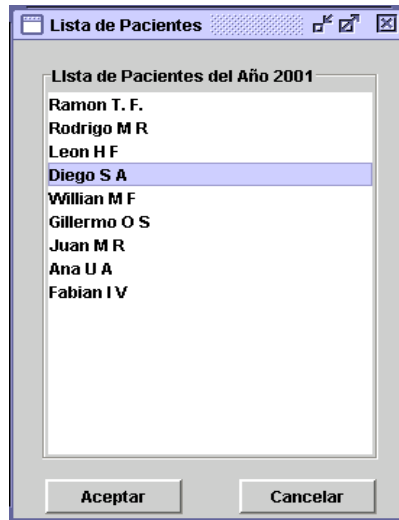 Lista de Pacientes
LIsta de Pacientes del Año 2001
Ramon T. F.
Rodrigo M R
Leon H F
Diego S A
Willian M F
Gillermo O S
Juan M R
Ana U A
Fabian I V
Aceptar
Cancelar